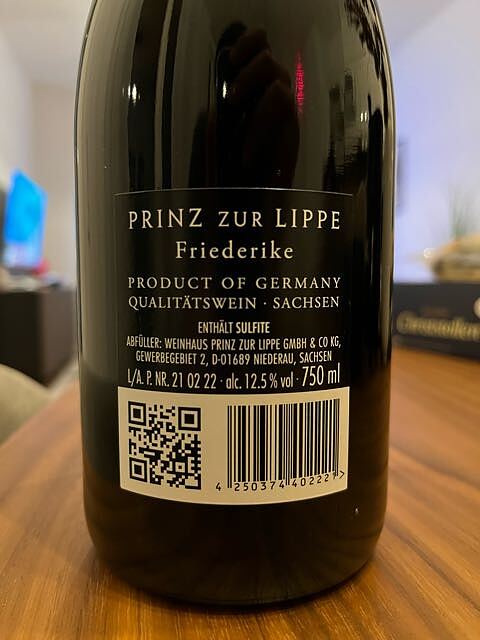 PRINZ ZUR LIPPE
Friederike
PRODUCT OF GERMANY
QUALITÄTSWEIN · SACHSEN
ENTHÄLT SULFITE
ABFÜLLER: WEINHAUS PRINZ ZUR LIPPE GMBH & CO KG,
GEWERBEGEBIET 2, D-01689 NIEDERAU, SACHSEN
L/A. P. NR. 21 02 22 · alc. 12.5 % vol · 750 ml
4 250374 402227 >